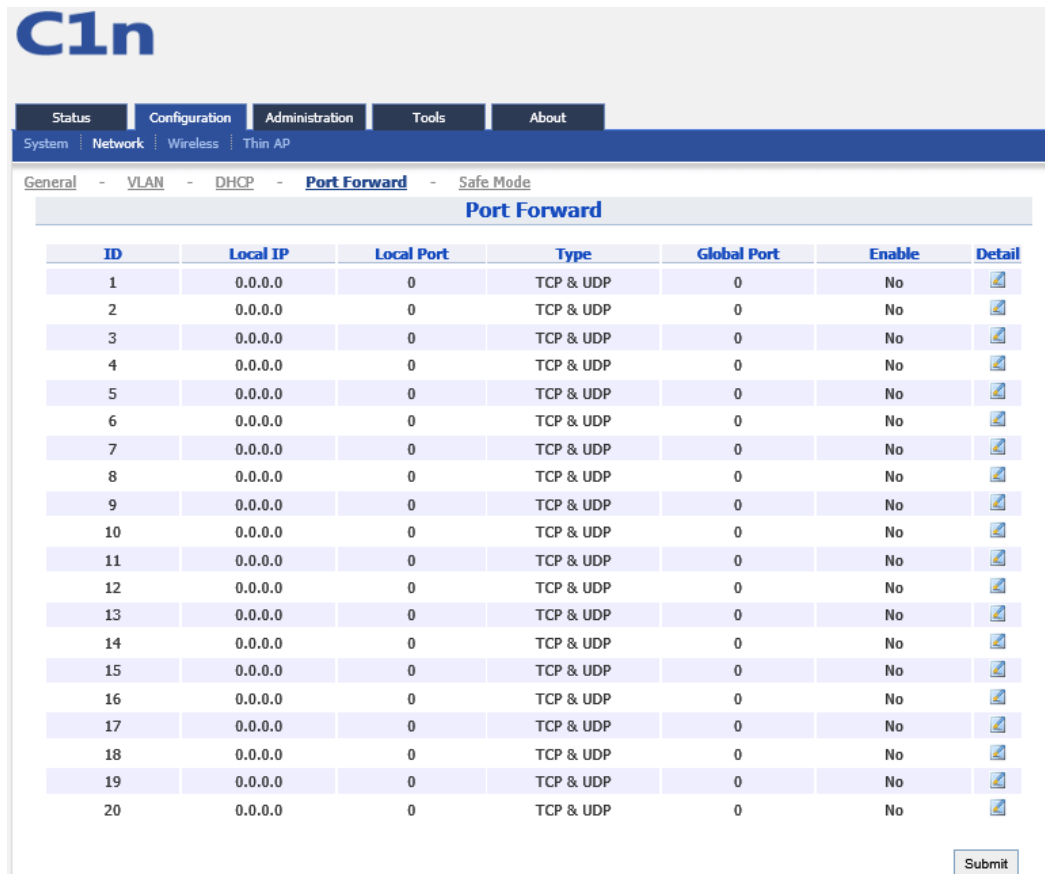 C1n
Status Configuration Administration Tools About
System Network Wireless Thin AP
General - VLAN - DHCP - Port Forward - Safe Mode
Port Forward
ID Local IP Local Port Type Global Port Enable Detail
1 0.0.0.0 0 TCP & UDP 0 No
2 0.0.0.0 0 TCP & UDP 0 No
3 0.0.0.0 0 TCP & UDP 0 No
4 0.0.0.0 0 TCP & UDP 0 No
5 0.0.0.0 0 TCP & UDP 0 No
6 0.0.0.0 0 TCP & UDP 0 No
7 0.0.0.0 0 TCP & UDP 0 No
8 0.0.0.0 0 TCP & UDP 0 No
9 0.0.0.0 0 TCP & UDP 0 No
10 0.0.0.0 0 TCP & UDP 0 No
11 0.0.0.0 0 TCP & UDP 0 No
12 0.0.0.0 0 TCP & UDP 0 No
13 0.0.0.0 0 TCP & UDP 0 No
14 0.0.0.0 0 TCP & UDP 0 No
15 0.0.0.0 0 TCP & UDP 0 No
16 0.0.0.0 0 TCP & UDP 0 No
17 0.0.0.0 0 TCP & UDP 0 No
18 0.0.0.0 0 TCP & UDP 0 No
19 0.0.0.0 0 TCP & UDP 0 No
20 0.0.0.0 0 TCP & UDP 0 No
Submit